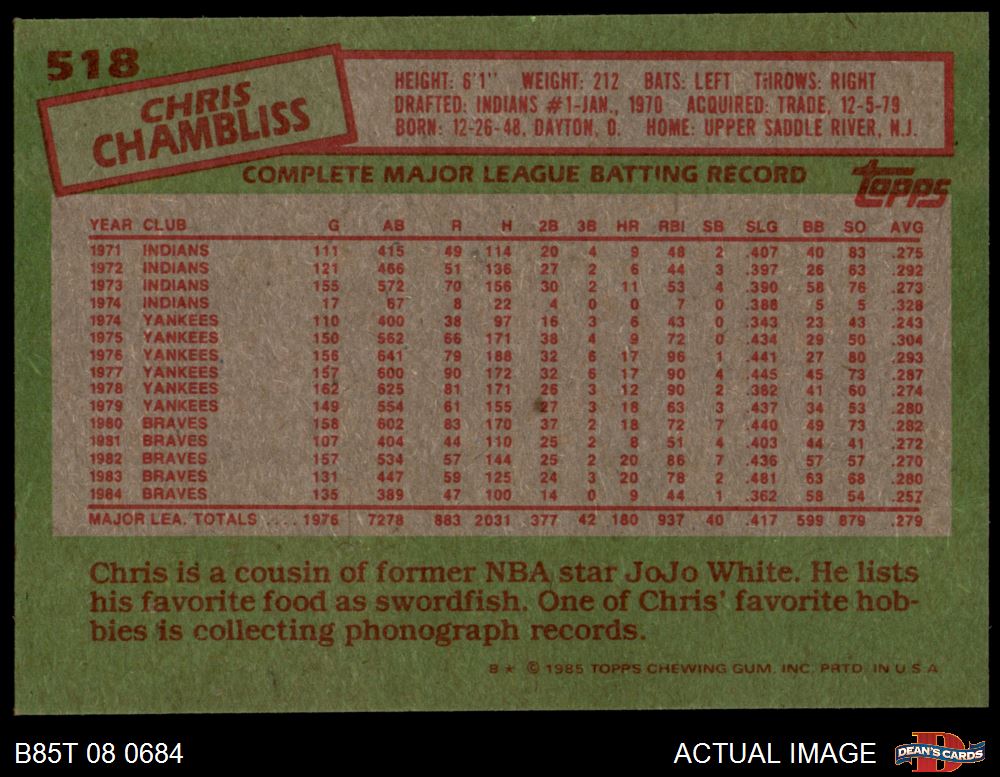 518
CHRIS
CHAMBLISS
HEIGHT: 6'1" WEIGHT: 212 BATS: LEFT THROWS: RIGHT
DRAFTED: INDIANS #1-JAN., 1970 ACQUIRED: TRADE, 12-5-79
BORN: 12-26-48, DAYTON, O. HOME: UPPER SADDLE RIVER, N.J.
COMPLETE MAJOR LEAGUE BATTING RECORD
topps
YEAR CLUB G AB R H 2B 3B HR RBI SB SLG BB SO AVG
1971 INDIANS 111 415 49 114 20 4 9 48 2 .407 40 83 .275
1972 INDIANS 121 466 51 136 27 2 6 44 3 .397 26 63 .292
1973 INDIANS 155 572 70 156 30 2 11 53 4 .390 58 76 .273
1974 INDIANS 17 67 8 22 4 0 0 7 0 .388 5 5 .328
1974 YANKEES 110 400 38 97 16 3 6 43 0 .343 23 43 .243
1975 YANKEES 150 562 66 171 38 4 9 72 0 .434 29 50 .304
1976 YANKEES 156 641 79 188 32 6 17 96 1 .441 27 80 .293
1977 YANKEES 157 600 90 172 32 6 17 90 4 .445 45 73 .287
1978 YANKEES 162 625 81 171 26 3 12 90 2 .382 41 60 .274
1979 YANKEES 149 554 61 155 27 3 18 63 3 .437 34 53 .280
1980 BRAVES 158 602 83 170 37 2 18 72 7 .440 49 73 .282
1981 BRAVES 107 404 44 110 25 2 8 51 4 .403 44 41 .272
1982 BRAVES 157 534 57 144 25 2 20 86 7 .436 57 57 .270
1983 BRAVES 131 447 59 125 24 3 20 78 2 .481 63 68 .280
1984 BRAVES 135 389 47 100 14 0 9 44 1 .362 58 54 .257
MAJOR LEA. TOTALS .... 1976 7278 883 2031 377 42 180 937 40 .417 599 879 .279
Chris is a cousin of former NBA star JoJo White. He lists
his favorite food as swordfish. One of Chris' favorite hob-
bies is collecting phonograph records.
B★ © 1985 TOPPS CHEWING GUM, INC. PRTD. IN U S A
B85T 08 0684
ACTUAL IMAGE
D
DEAN'S CARDS